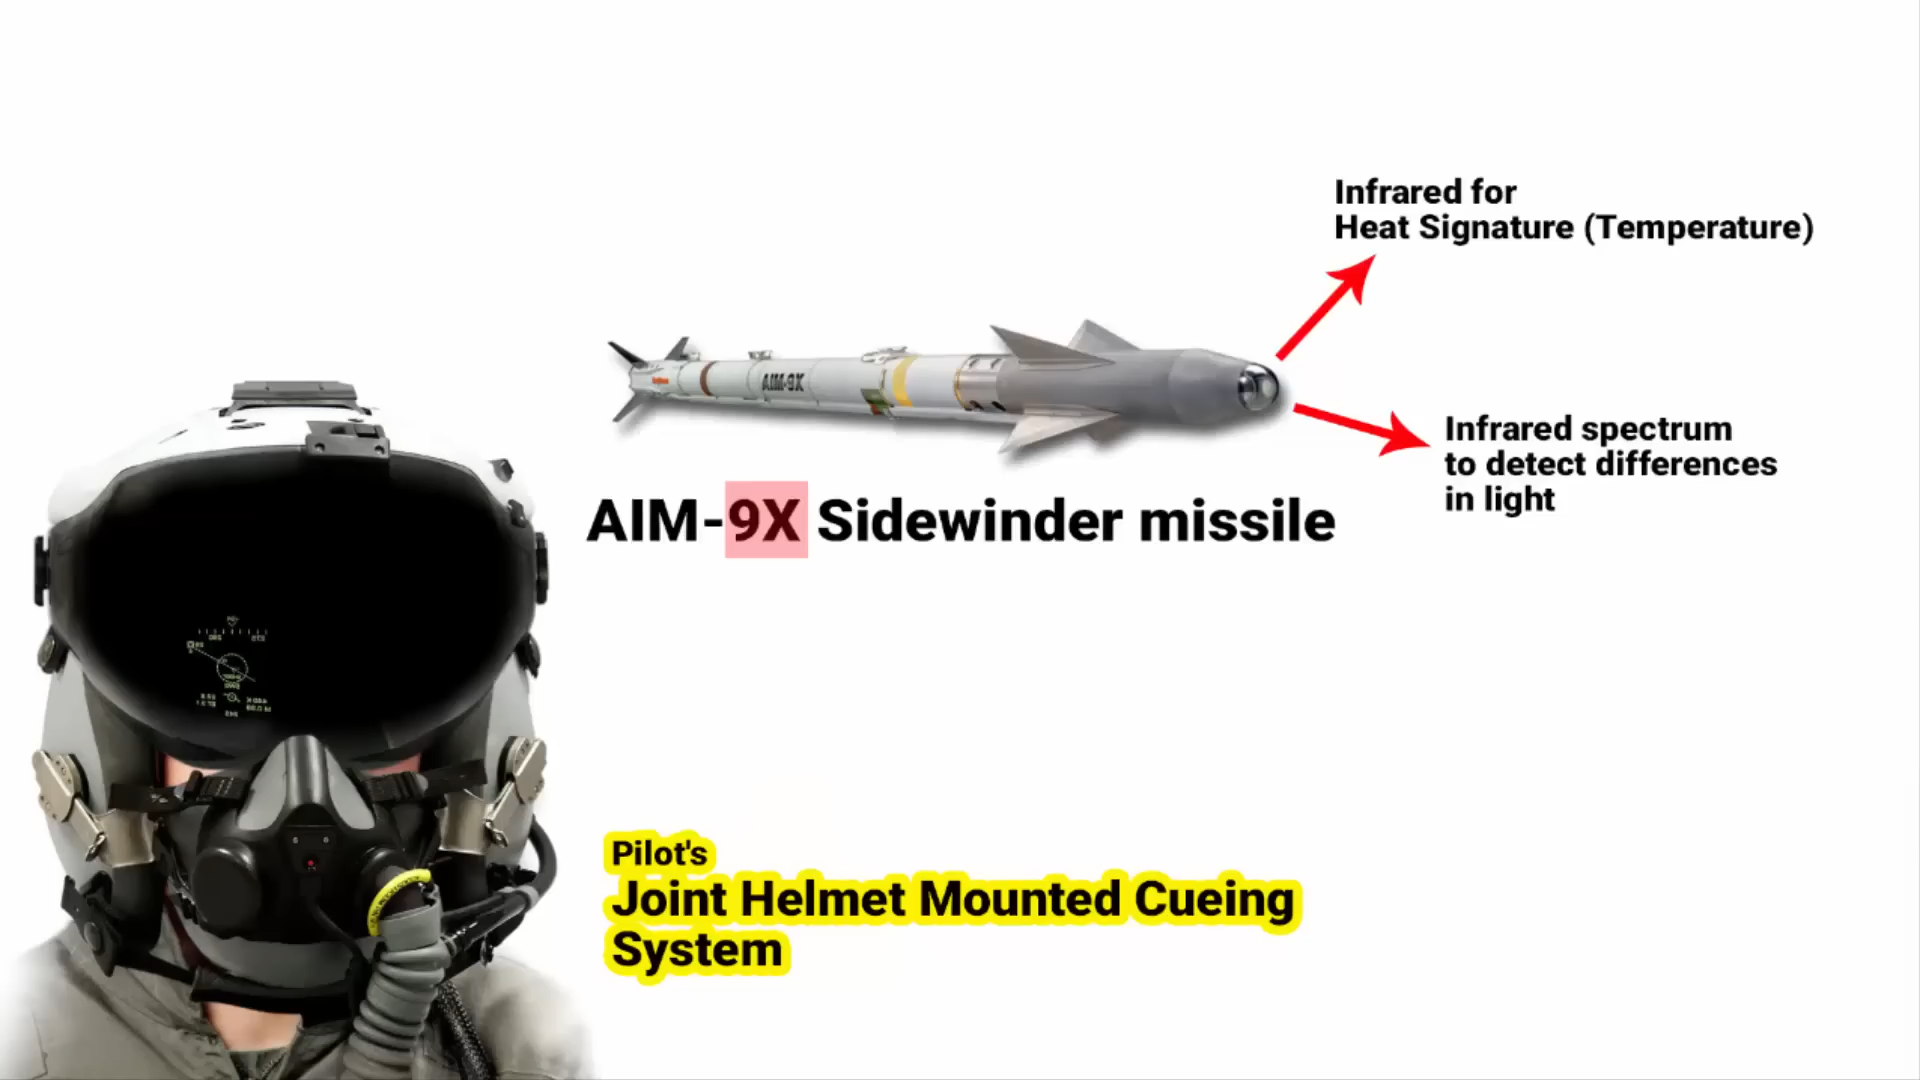 Infrared for
Heat Signature (Temperature)
AIM-9X
Infrared spectrum
to detect differences
in light
AIM-9X Sidewinder missile
Pilot's
Joint Helmet Mounted Cueing
System